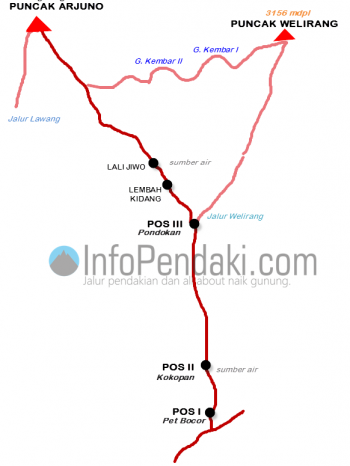 PUNCAK ARJUNO
3156 mdpl
PUNCAK WELIRANG
G. Kembar I
G. Kembar II
Jalur Lawang
LALI JIWO
sumber air
LEMBAH
KIDANG
Jalur Welirang
POS III
Pondokan
InfoPendaki.com
Jalur pendakian dan all about naik gunung.
POS II
Kokopan
sumber air
POS I
Pet Bocor